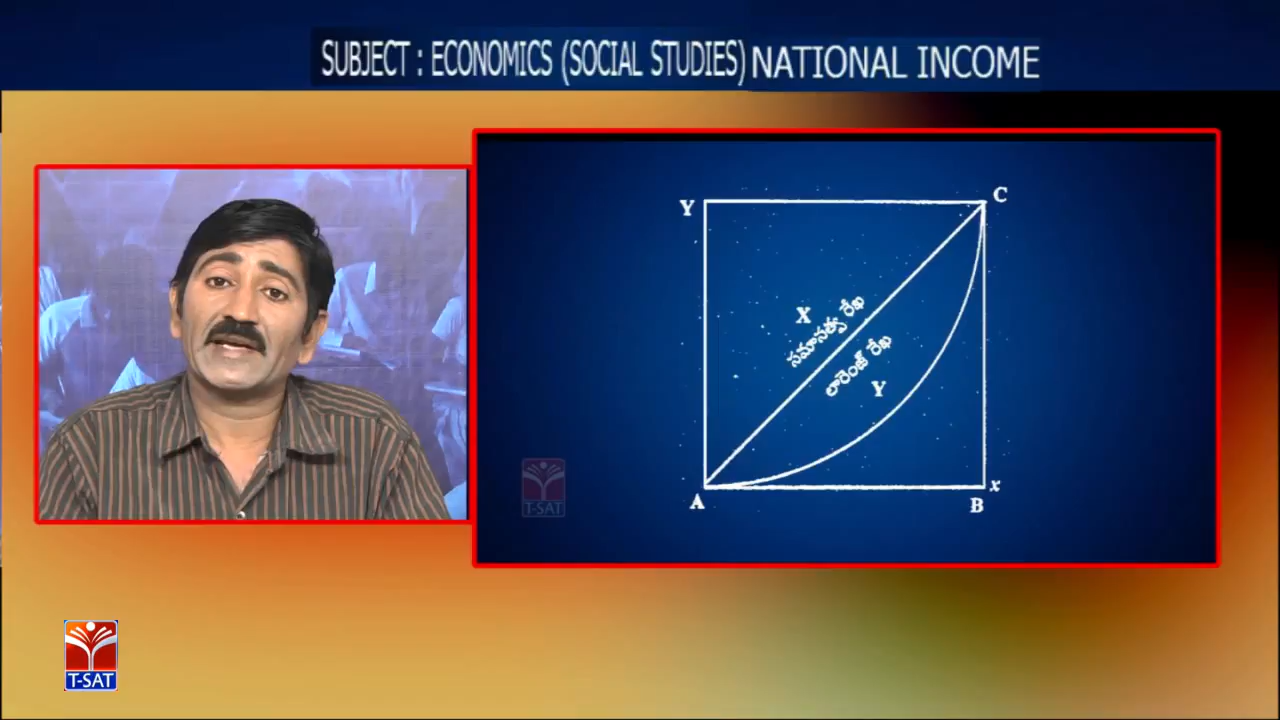 SUBJECT : ECONOMICS (SOCIAL STUDIES) NATIONAL INCOME
Y
C
X
సమానత్వ రేఖ
లారెంజ్ రేఖ
Y
A
B
x
T-SAT
T-SAT